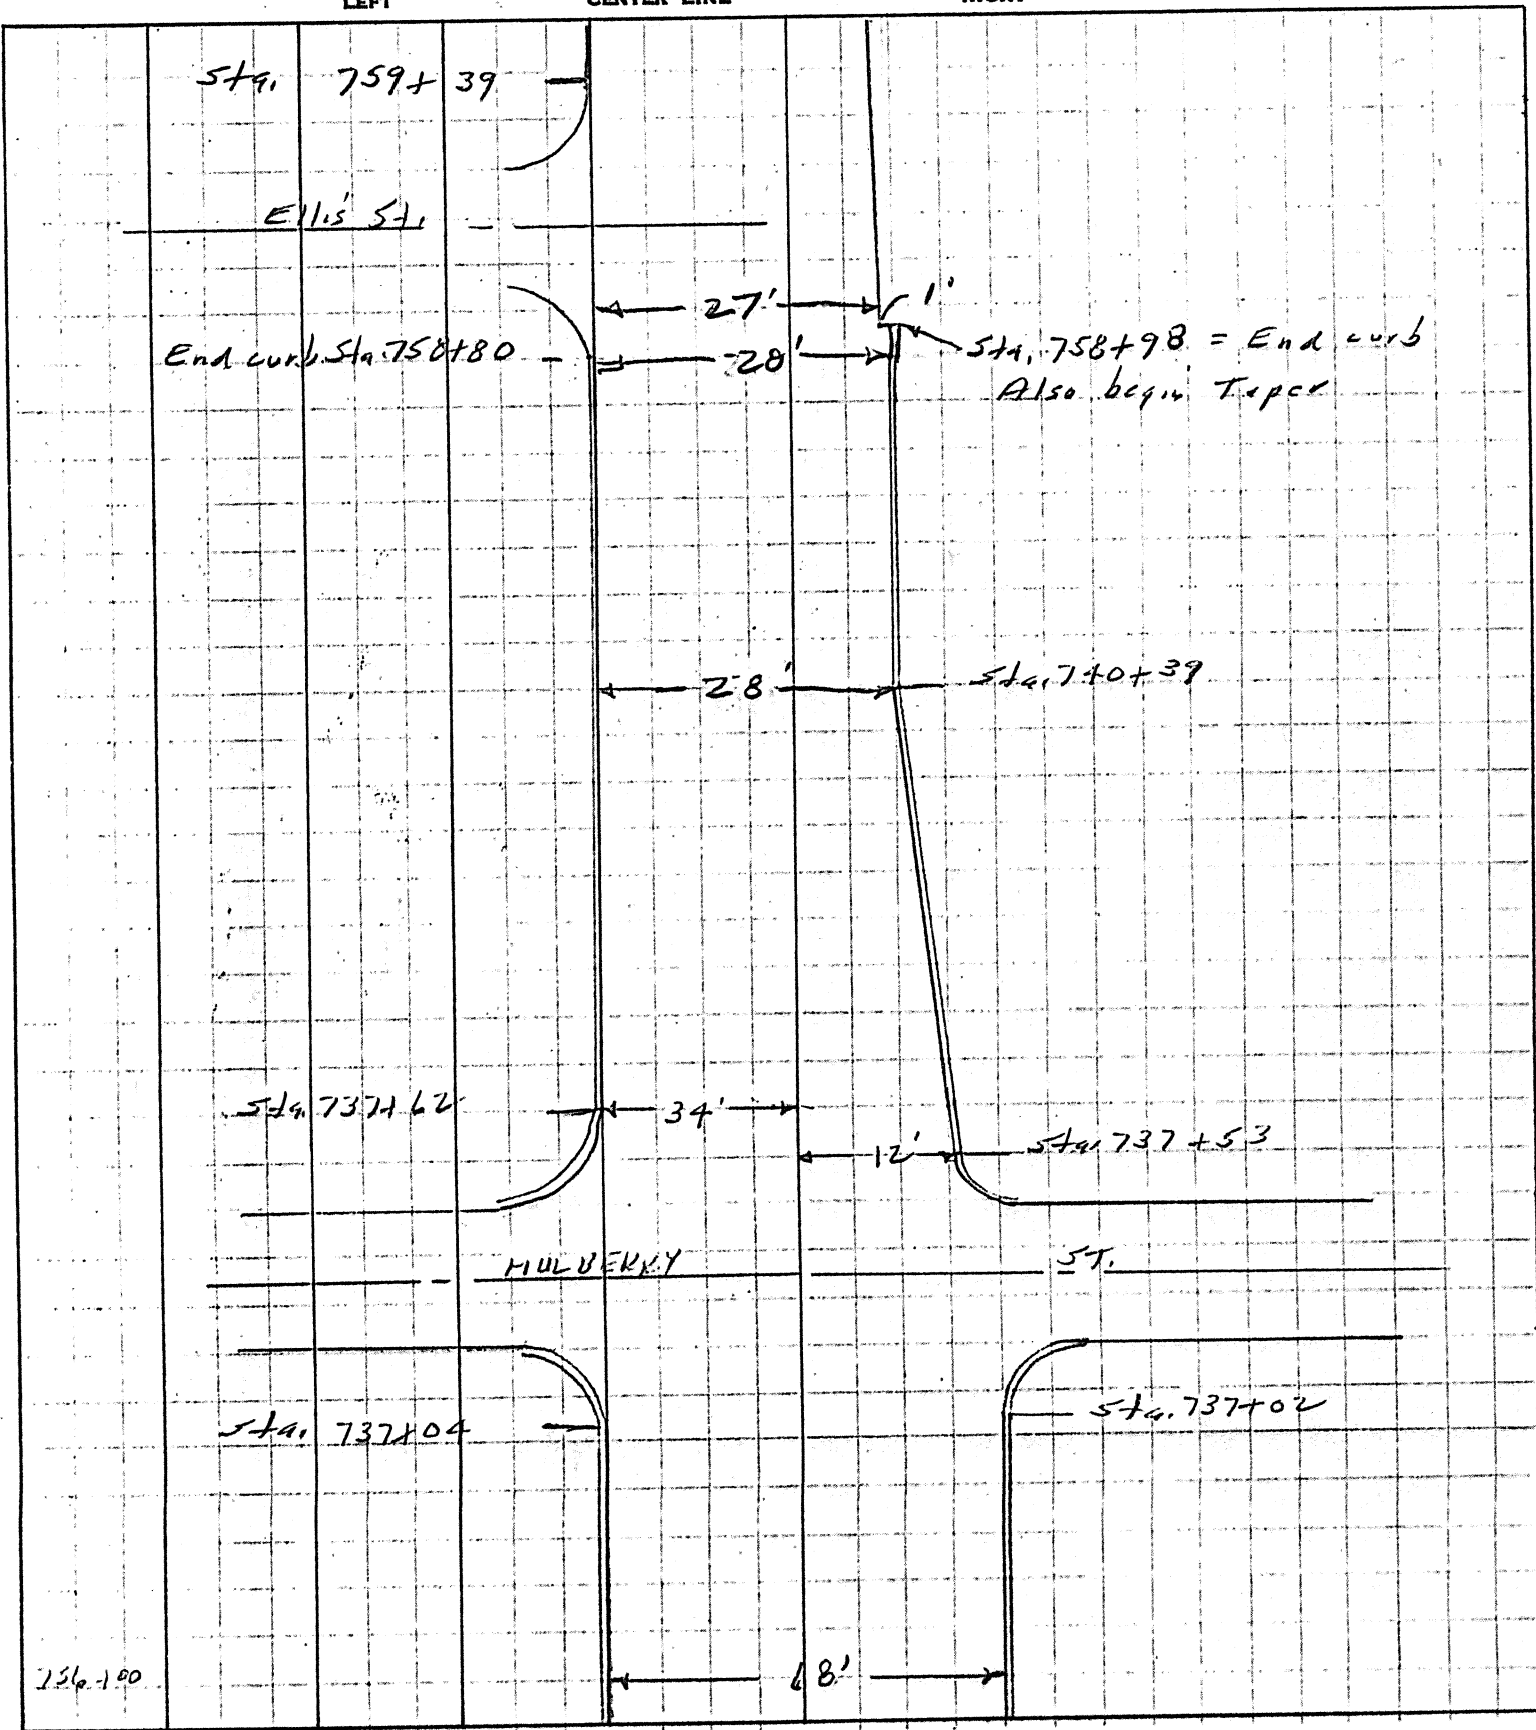 LEFT CENTER LINE RIGHT
Sta. 759+39
Ellis St.
27' 1'
End curb Sta. 758+80
28'
Sta. 758+98 = End curb
Also begin Taper
28' Sta. 740+39
Sta. 737+62 34'
12' Sta. 737+53
MULBERRY ST.
Sta. 737+04
Sta. 737+02
68'